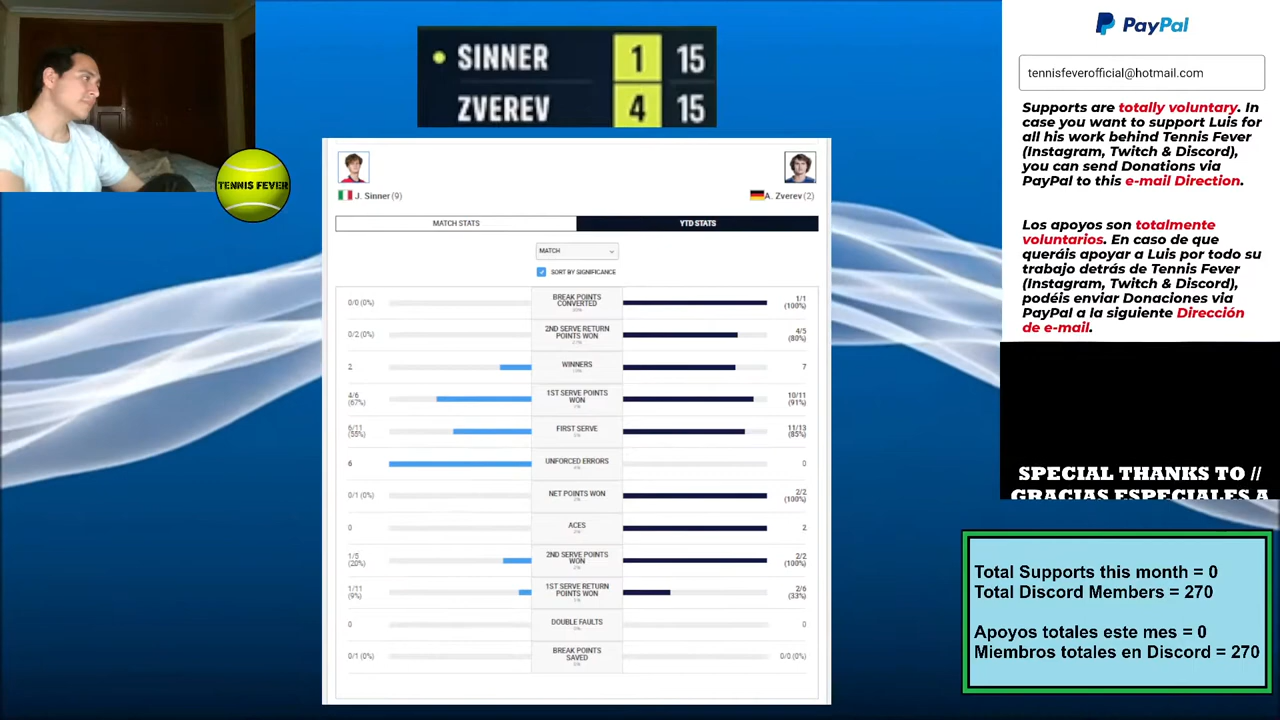 SINNER 1 15
ZVEREV 4 15
TENNIS FEVER
J. Sinner (9)
A. Zverev (2)
MATCH STATS
YTD STATS
MATCH
SORT BY SIGNIFICANCE
0/0 (0%)
BREAK POINTS
CONVERTED
1/1
(100%)
0/2 (0%)
2ND SERVE RETURN
POINTS WON
4/5
(80%)
2
WINNERS
7
4/6
(67%)
1ST SERVE POINTS
WON
10/11
(91%)
6/11
(55%)
FIRST SERVE
11/13
(85%)
6
UNFORCED ERRORS
0
0/1 (0%)
NET POINTS WON
2/2
(100%)
0
ACES
2
1/5
(20%)
2ND SERVE POINTS
WON
2/2
(100%)
1/11
(9%)
1ST SERVE RETURN
POINTS WON
2/6
(33%)
0
DOUBLE FAULTS
0
0/1 (0%)
BREAK POINTS
SAVED
0/0 (0%)
PayPal
tennisfeverofficial@hotmail.com
Supports are totally voluntary. In
case you want to support Luis for
all his work behind Tennis Fever
(Instagram, Twitch & Discord),
you can send Donations via
PayPal to this e-mail Direction.
Los apoyos son totalmente
voluntarios. En caso de que
queráis apoyar a Luis por todo su
trabajo detrás de Tennis Fever
(Instagram, Twitch & Discord),
podéis enviar Donaciones via
PayPal a la siguiente Dirección
de e-mail.
SPECIAL THANKS TO //
GRACIAS ESPECIALES A
Total Supports this month = 0
Total Discord Members = 270
Apoyos totales este mes = 0
Miembros totales en Discord = 270